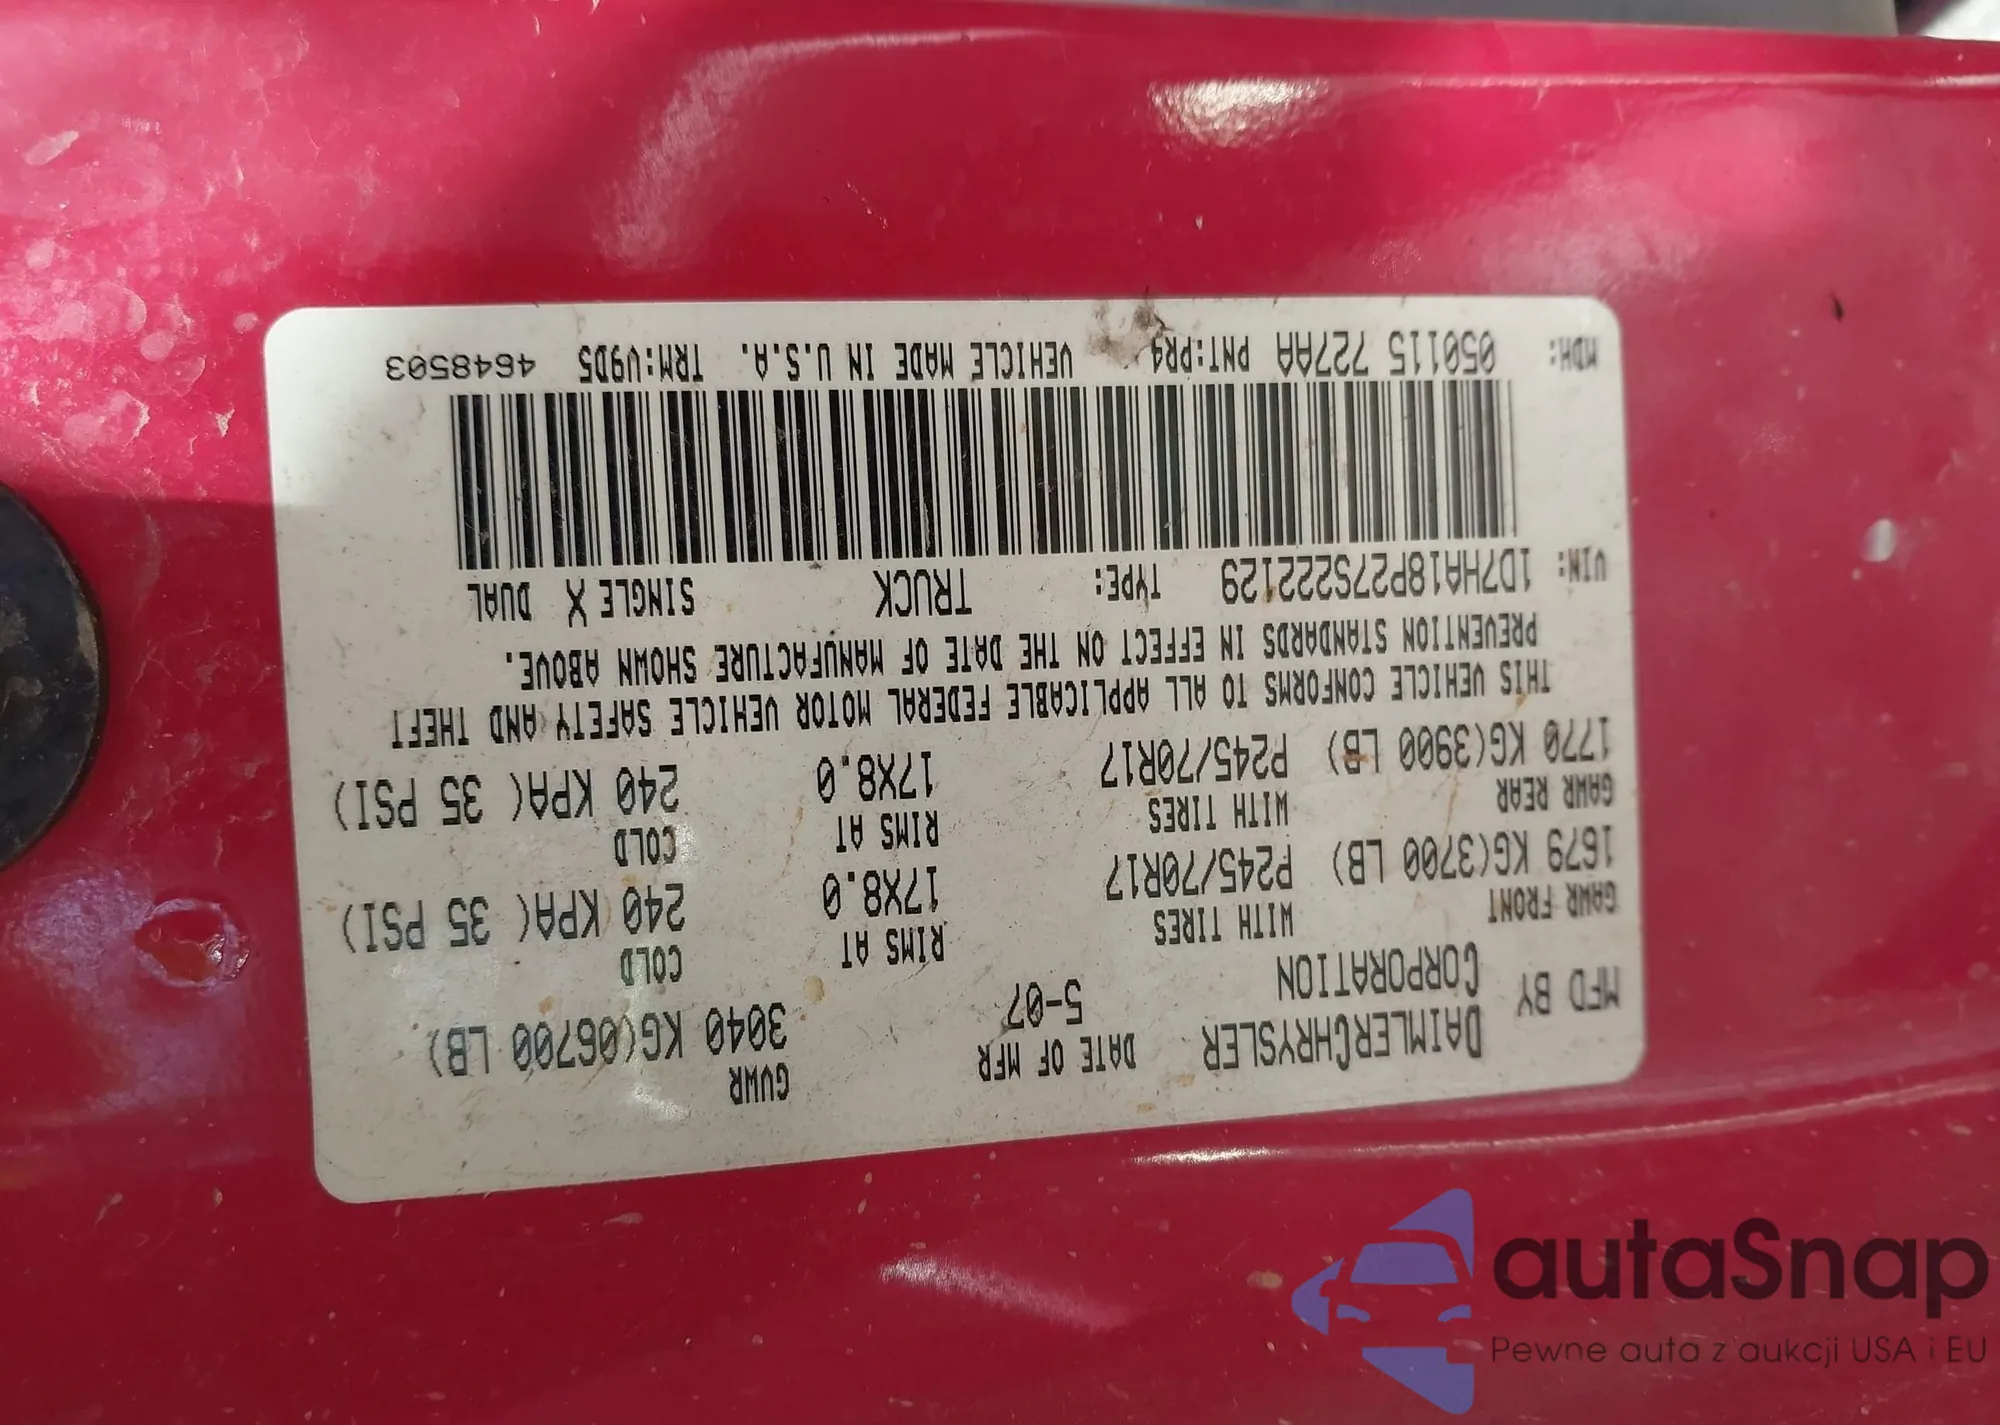 MFD BY DAIMLERCHRYSLER CORPORATION DATE OF MFR 5-07 GVWR 3040 KG(06700 LB)
GAWR FRONT WITH TIRES RIMS AT COLD
1679 KG(3700 LB) P245/70R17 17X8.0 240 KPA( 35 PSI)
GAWR REAR WITH TIRES RIMS AT COLD
1770 KG(3900 LB) P245/70R17 17X8.0 240 KPA( 35 PSI)
THIS VEHICLE CONFORMS TO ALL APPLICABLE FEDERAL MOTOR VEHICLE SAFETY AND THEFT
PREVENTION STANDARDS IN EFFECT ON THE DATE OF MANUFACTURE SHOWN ABOVE.
VIN: 1D7HA18P27S222129 TYPE: TRUCK SINGLE X DUAL
MDH: 050115 727AA PNT:PR4 VEHICLE MADE IN U.S.A. TRM:V9D5 4648503
autaSnap
Pewne auta z aukcji USA i EU